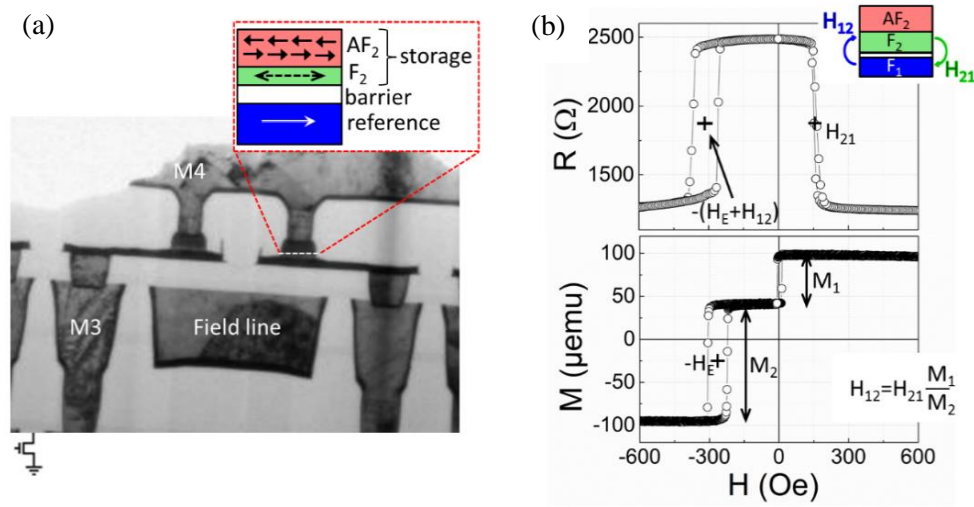 (a)
AF2
F2
storage
barrier
reference
M4
M3
Field line
(b)
H12
AF2
F2
F1
H21
2500
2000
1500
R (Ω)
H21
-(HE+H12)
100
50
0
-50
-100
M (µemu)
M1
-HE
M2
H12=H21 M1/M2
-600 -300 0 300 600
H (Oe)